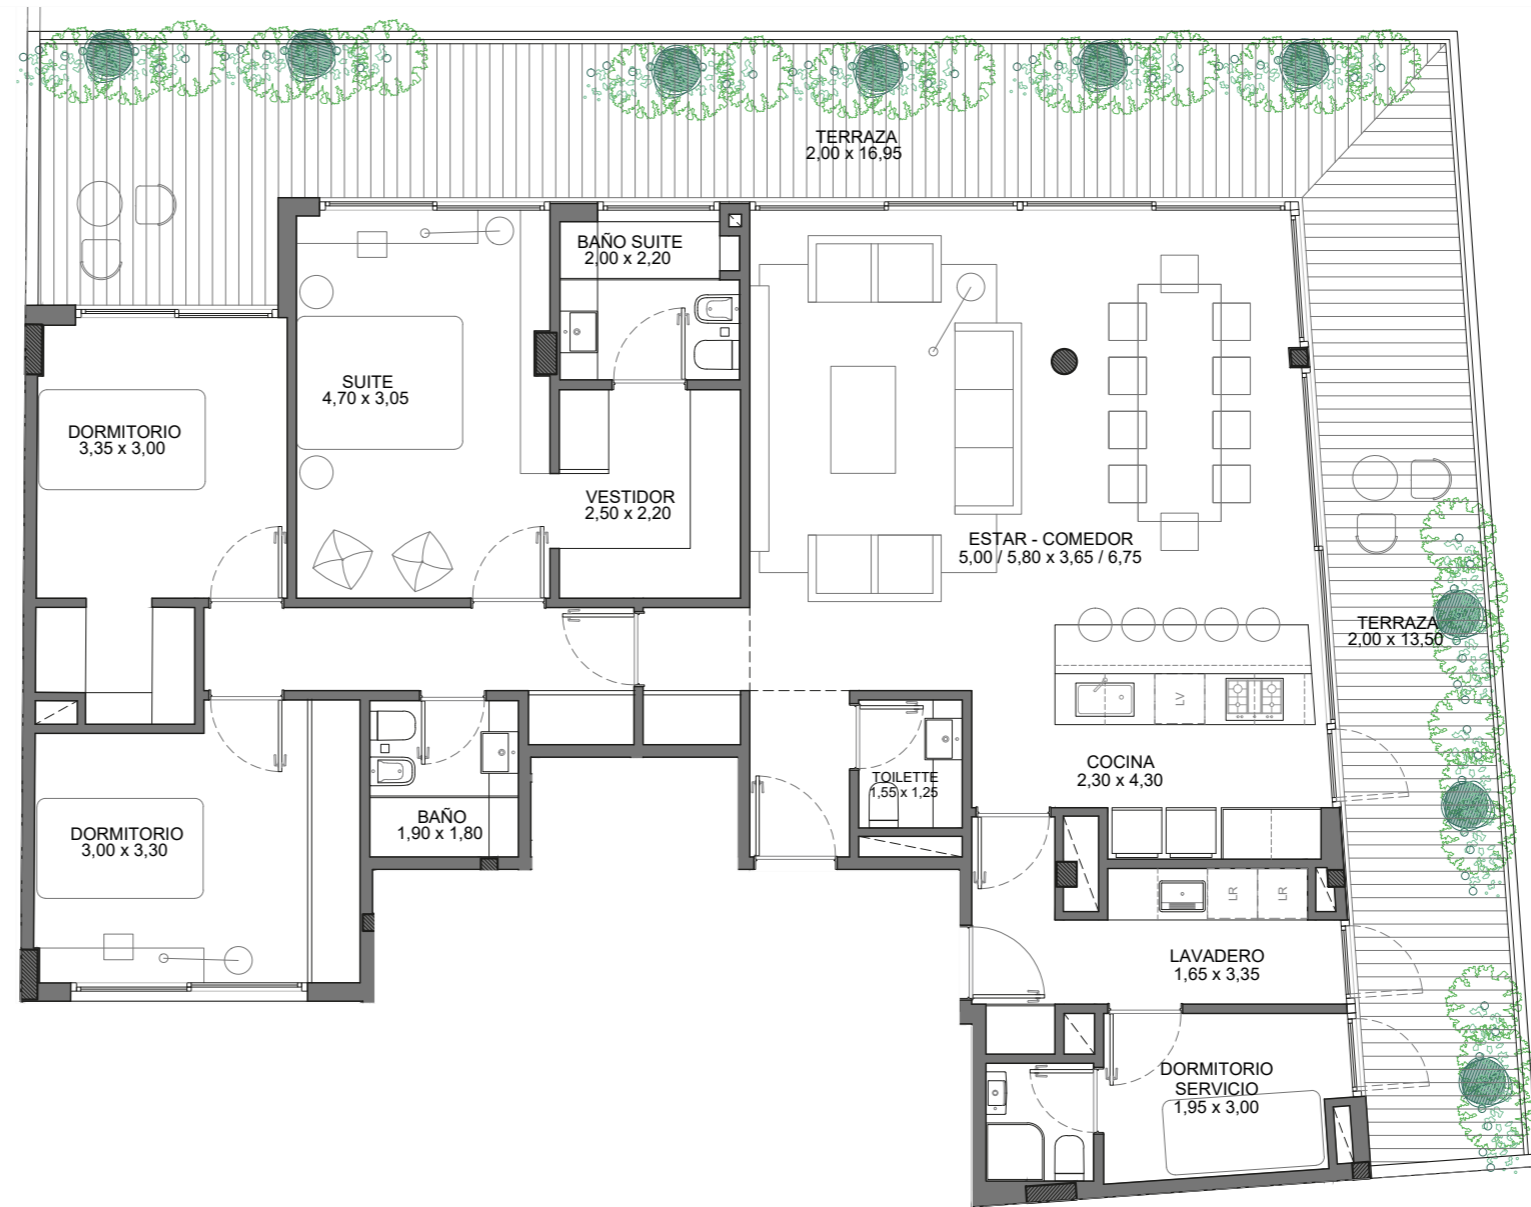 TERRAZA
2,00 x 16,95
BAÑO SUITE
2,00 x 2,20
SUITE
4,70 x 3,05
DORMITORIO
3,35 x 3,00
VESTIDOR
2,50 x 2,20
ESTAR - COMEDOR
5,00 / 5,80 x 3,65 / 6,75
TERRAZA
2,00 x 13,50
LV
COCINA
2,30 x 4,30
TOILETTE
1,55 x 1,25
BAÑO
1,90 x 1,80
DORMITORIO
3,00 x 3,30
LR
LR
LAVADERO
1,65 x 3,35
DORMITORIO
SERVICIO
1,95 x 3,00